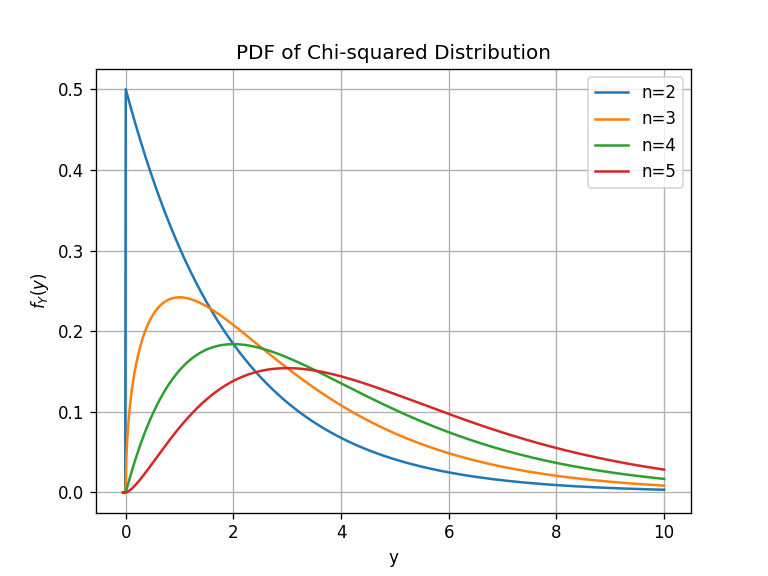 PDF of Chi-squared Distribution
0.5
0.4
0.3
0.2
0.1
0.0
f_Y(y)
n=2
n=3
n=4
n=5
0 2 4 6 8 10
y